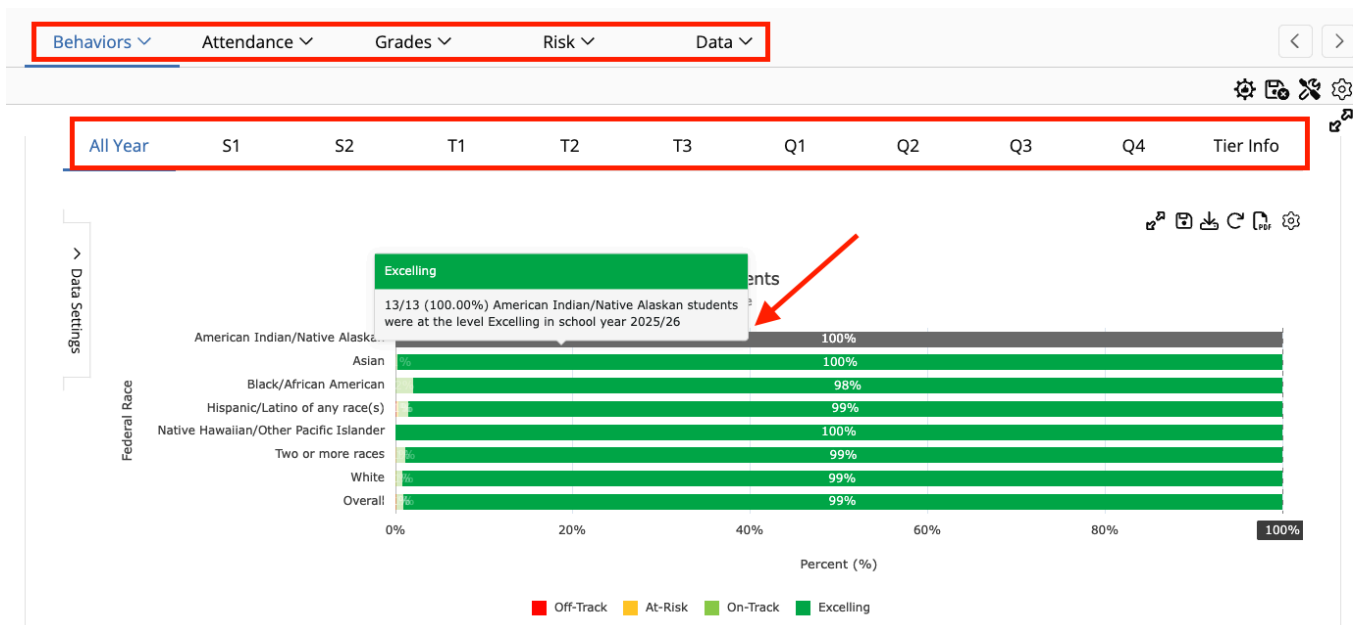 Behaviors Attendance Grades Risk Data
All Year S1 S2 T1 T2 T3 Q1 Q2 Q3 Q4 Tier Info
PDF
Data Settings
Excelling
13/13 (100.00%) American Indian/Native Alaskan students
were at the level Excelling in school year 2025/26
Federal Race
American Indian/Native 100%
Asian 100%
Black/African American 98%
Hispanic/Latino of any race(s) 99%
Native Hawaiian/Other Pacific Islander 100%
Two or more races 99%
White 99%
Overall 99%
0% 20% 40% 60% 80% 100%
Percent (%)
Off-Track At-Risk On-Track Excelling